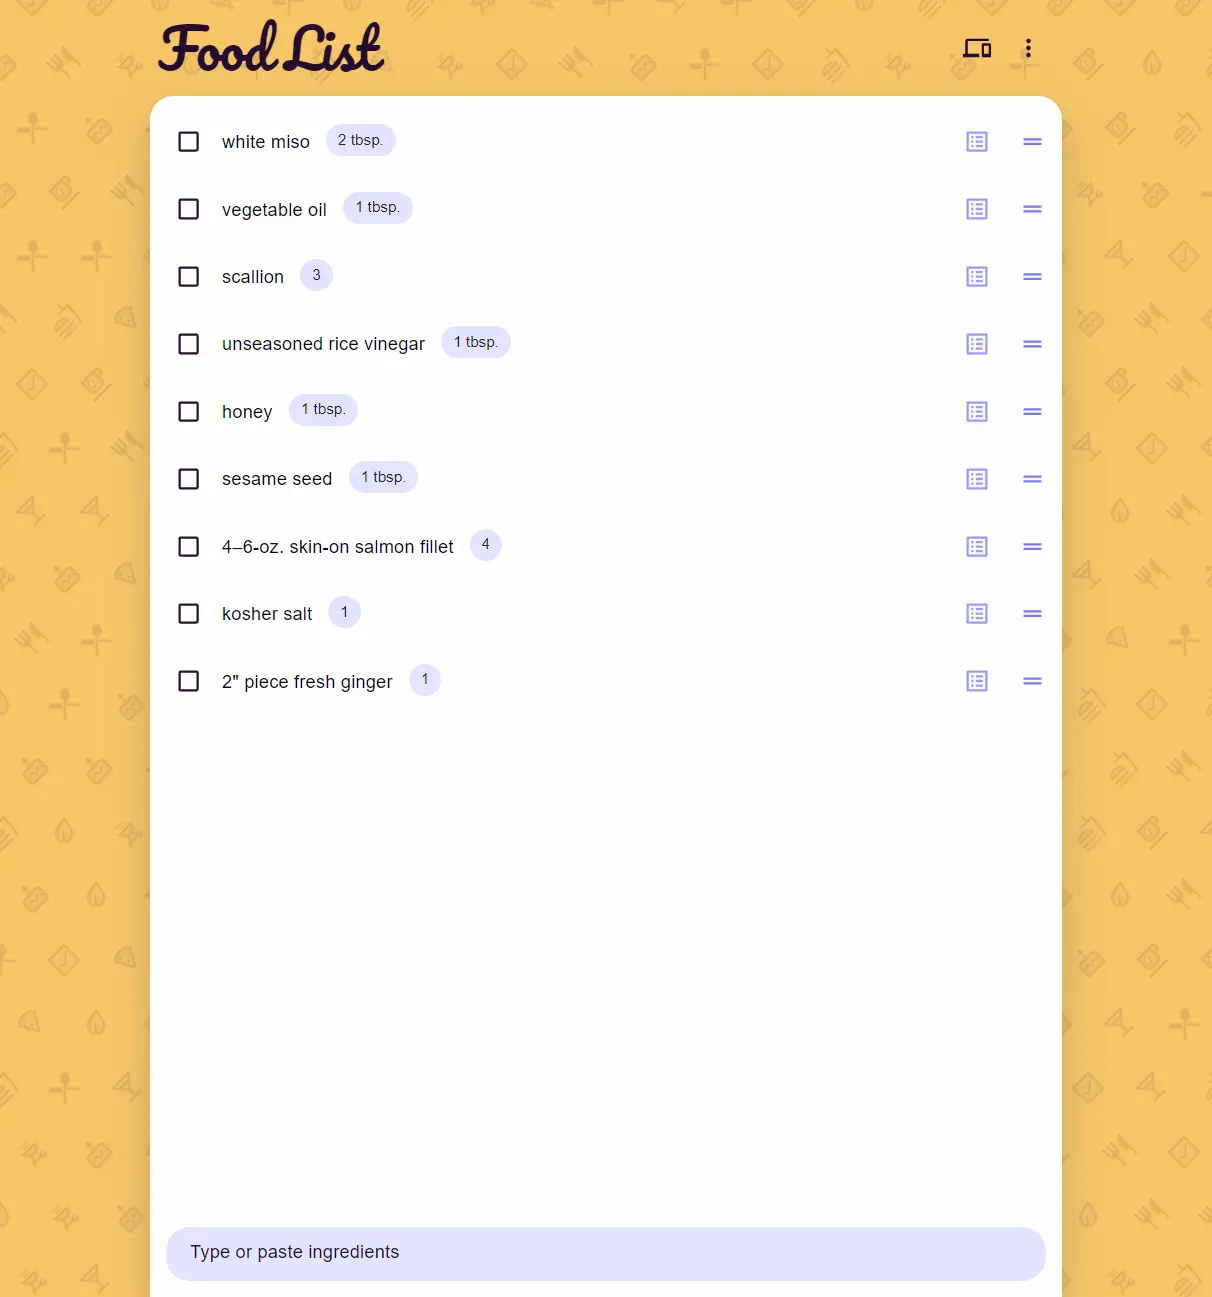 Food List
white miso 2 tbsp.
vegetable oil 1 tbsp.
scallion 3
unseasoned rice vinegar 1 tbsp.
honey 1 tbsp.
sesame seed 1 tbsp.
4–6-oz. skin-on salmon fillet 4
kosher salt 1
2" piece fresh ginger 1
Type or paste ingredients